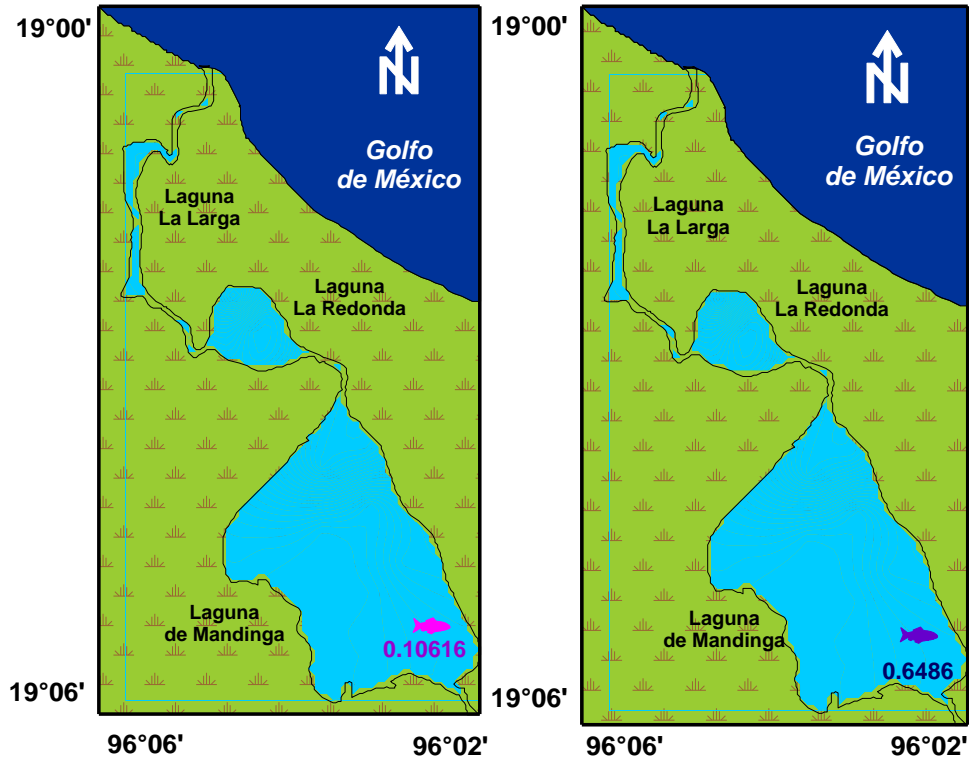 19°00'
N
Golfo
de México
Laguna
La Larga
Laguna
La Redonda
Laguna
de Mandinga
0.10616
19°06'
96°06'
96°02'
19°00'
N
Golfo
de México
Laguna
La Larga
Laguna
La Redonda
Laguna
de Mandinga
0.6486
19°06'
96°06'
96°02'